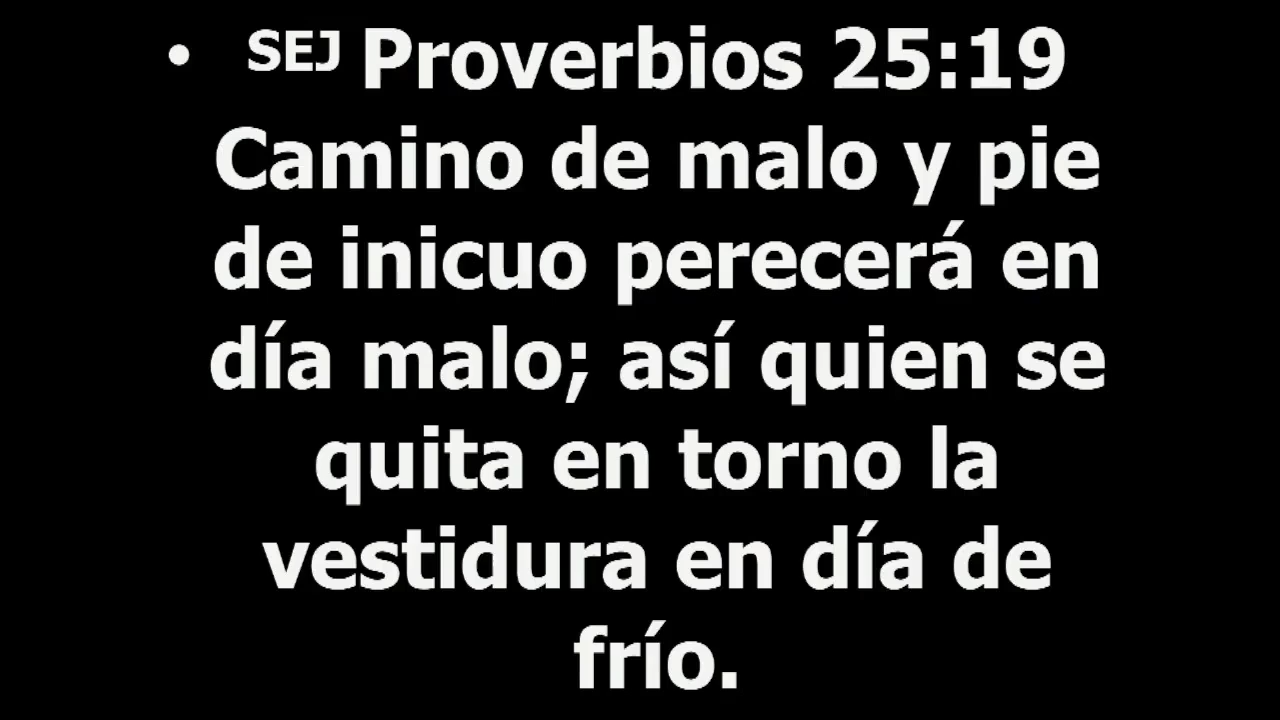 • SEJ Proverbios 25:19
Camino de malo y pie
de inicuo perecerá en
día malo; así quien se
quita en torno la
vestidura en día de
frío.